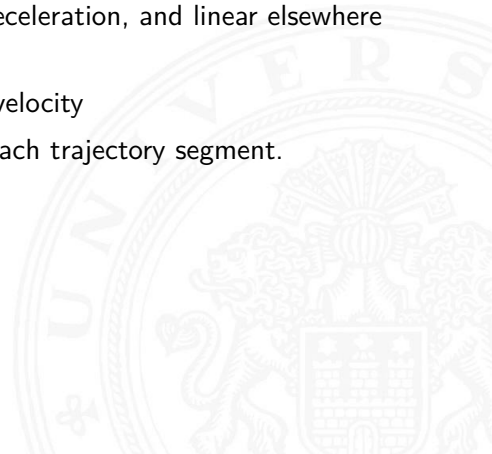 eceleration, and linear elsewhere
velocity
ach trajectory segment.
U N I V E R S